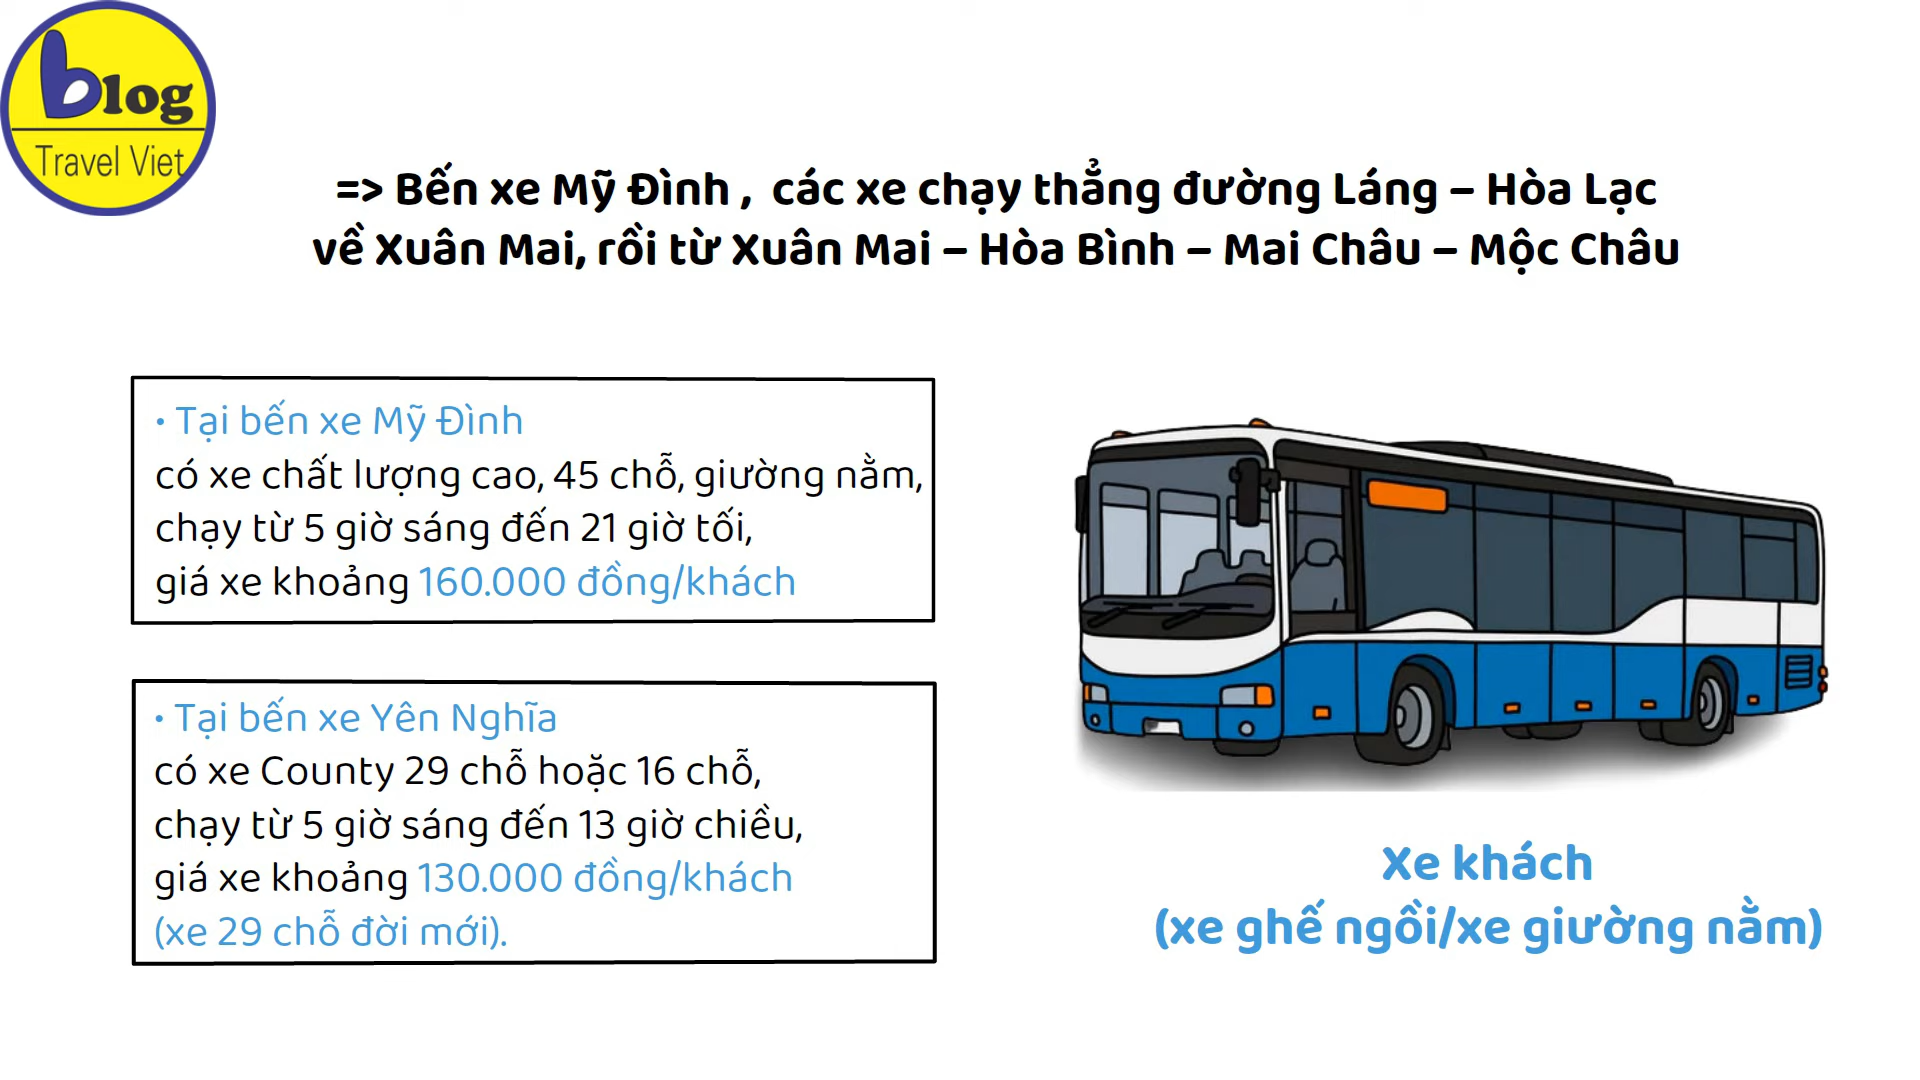 blog
Travel Viet
=> Bến xe Mỹ Đình , các xe chạy thẳng đường Láng – Hòa Lạc
về Xuân Mai, rồi từ Xuân Mai – Hòa Bình – Mai Châu – Mộc Châu
• Tại bến xe Mỹ Đình
có xe chất lượng cao, 45 chỗ, giường nằm,
chạy từ 5 giờ sáng đến 21 giờ tối,
giá xe khoảng 160.000 đồng/khách
• Tại bến xe Yên Nghĩa
có xe County 29 chỗ hoặc 16 chỗ,
chạy từ 5 giờ sáng đến 13 giờ chiều,
giá xe khoảng 130.000 đồng/khách
(xe 29 chỗ đời mới).
Xe khách
(xe ghế ngồi/xe giường nằm)